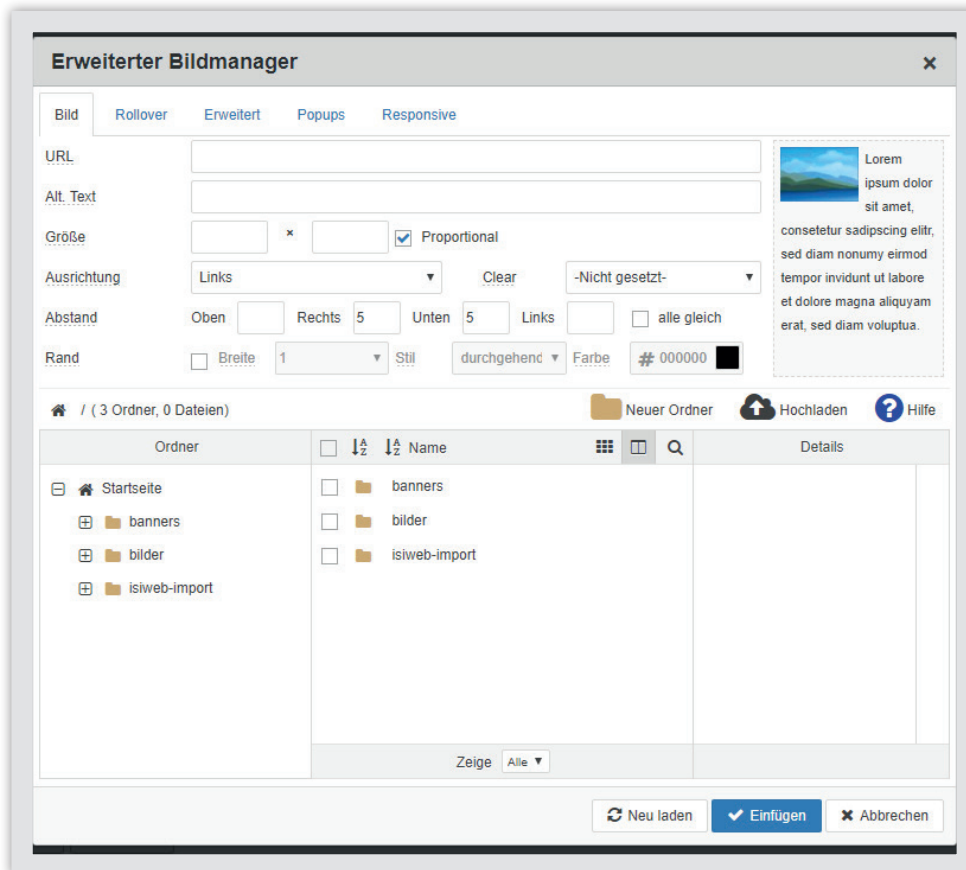 Erweiterter Bildmanager ×
Bild Rollover Erweitert Popups Responsive
URL
Alt. Text
Größe × Proportional
Ausrichtung Links Clear -Nicht gesetzt-
Abstand Oben Rechts 5 Unten 5 Links alle gleich
Rand Breite 1 Stil durchgehend Farbe # 000000
Lorem
ipsum dolor
sit amet,
consetetur sadipscing elitr,
sed diam nonumy eirmod
tempor invidunt ut labore
et dolore magna aliquyam
erat, sed diam voluptua.
/ ( 3 Ordner, 0 Dateien) Neuer Ordner Hochladen ? Hilfe
Ordner A Z A Z Name Details
Startseite
banners
bilder
isiweb-import
banners
bilder
isiweb-import
Zeige Alle
Neu laden Einfügen Abbrechen